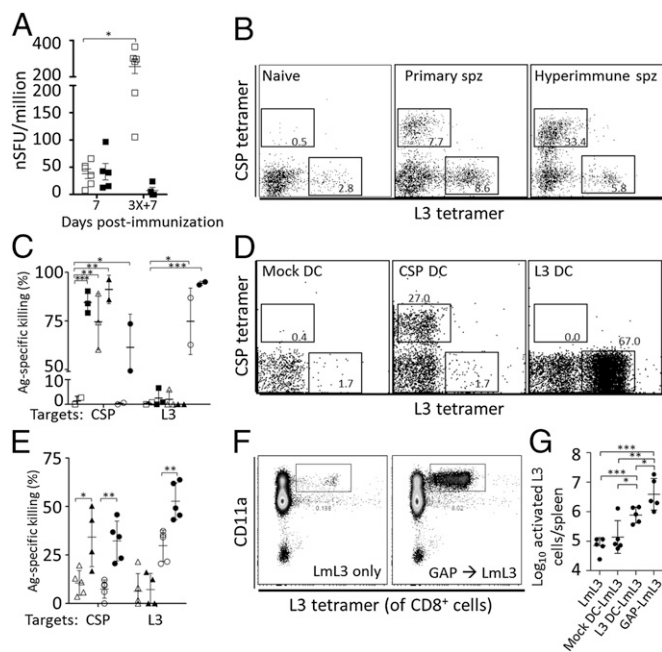 A
*
400
300
200
150
100
50
0
nSFU/million
7 3X+7
Days post-immunization
B
CSP tetramer
Naive Primary spz Hyperimmune spz
0.5 7.7 33.4
2.8 8.6 5.8
L3 tetramer
C
Ag-specific killing (%)
* *
** ***
**
***
100
75
50
25
10
0
Targets: CSP L3
D
CSP tetramer
Mock DC CSP DC L3 DC
27.0
0.4 0.0 67.0
1.7 1.7
L3 tetramer
E
Ag-specific killing (%)
75
50
25
0
* ** **
Targets: CSP L3
F
CD11a
0.198
LmL3 only GAP → LmL3
L3 tetramer (of CD8⁺ cells)
G
Log₁₀ activated L3
cells/spleen
***
**
*** *
*
8
7
6
5
4
LmL3
Mock DC-LmL3
L3 DC-LmL3
GAP-LmL3